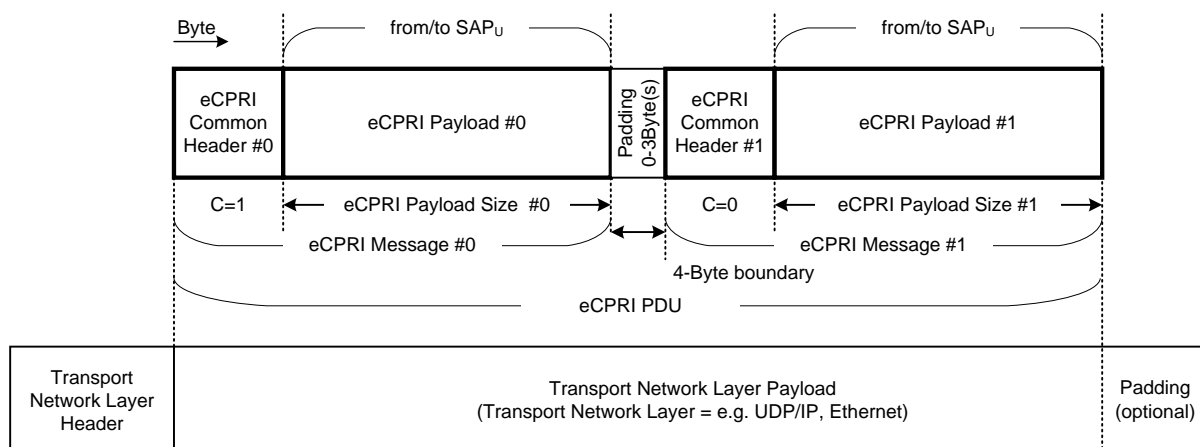 Byte
from/to SAPU
from/to SAPU
eCPRI
Common
Header #0
eCPRI Payload #0
Padding
0-3Byte(s)
eCPRI
Common
Header #1
eCPRI Payload #1
C=1
eCPRI Payload Size #0
C=0
eCPRI Payload Size #1
eCPRI Message #0
eCPRI Message #1
4-Byte boundary
eCPRI PDU
Transport
Network Layer
Header
Transport Network Layer Payload
(Transport Network Layer = e.g. UDP/IP, Ethernet)
Padding
(optional)